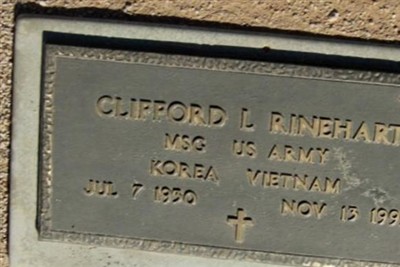 CLIFFORD L RINEHART
MSG US ARMY
KOREA VIETNAM
JUL 7 1930 NOV 13